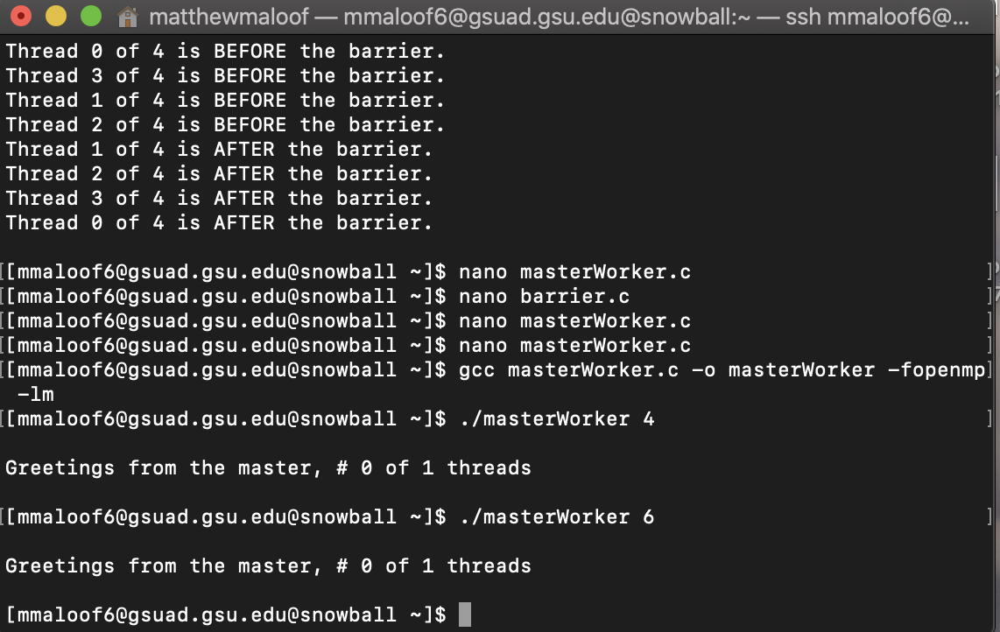 matthewmaloof — mmaloof6@gsuad.gsu.edu@snowball:~ — ssh mmaloof6@...
Thread 0 of 4 is BEFORE the barrier.
Thread 3 of 4 is BEFORE the barrier.
Thread 1 of 4 is BEFORE the barrier.
Thread 2 of 4 is BEFORE the barrier.
Thread 1 of 4 is AFTER the barrier.
Thread 2 of 4 is AFTER the barrier.
Thread 3 of 4 is AFTER the barrier.
Thread 0 of 4 is AFTER the barrier.
[[mmaloof6@gsuad.gsu.edu@snowball ~]$ nano masterWorker.c ]
[[mmaloof6@gsuad.gsu.edu@snowball ~]$ nano barrier.c ]
[[mmaloof6@gsuad.gsu.edu@snowball ~]$ nano masterWorker.c ]
[[mmaloof6@gsuad.gsu.edu@snowball ~]$ nano masterWorker.c ]
[[mmaloof6@gsuad.gsu.edu@snowball ~]$ gcc masterWorker.c -o masterWorker -fopenmp]
-lm
[[mmaloof6@gsuad.gsu.edu@snowball ~]$ ./masterWorker 4 ]
Greetings from the master, # 0 of 1 threads
[[mmaloof6@gsuad.gsu.edu@snowball ~]$ ./masterWorker 6 ]
Greetings from the master, # 0 of 1 threads
[mmaloof6@gsuad.gsu.edu@snowball ~]$